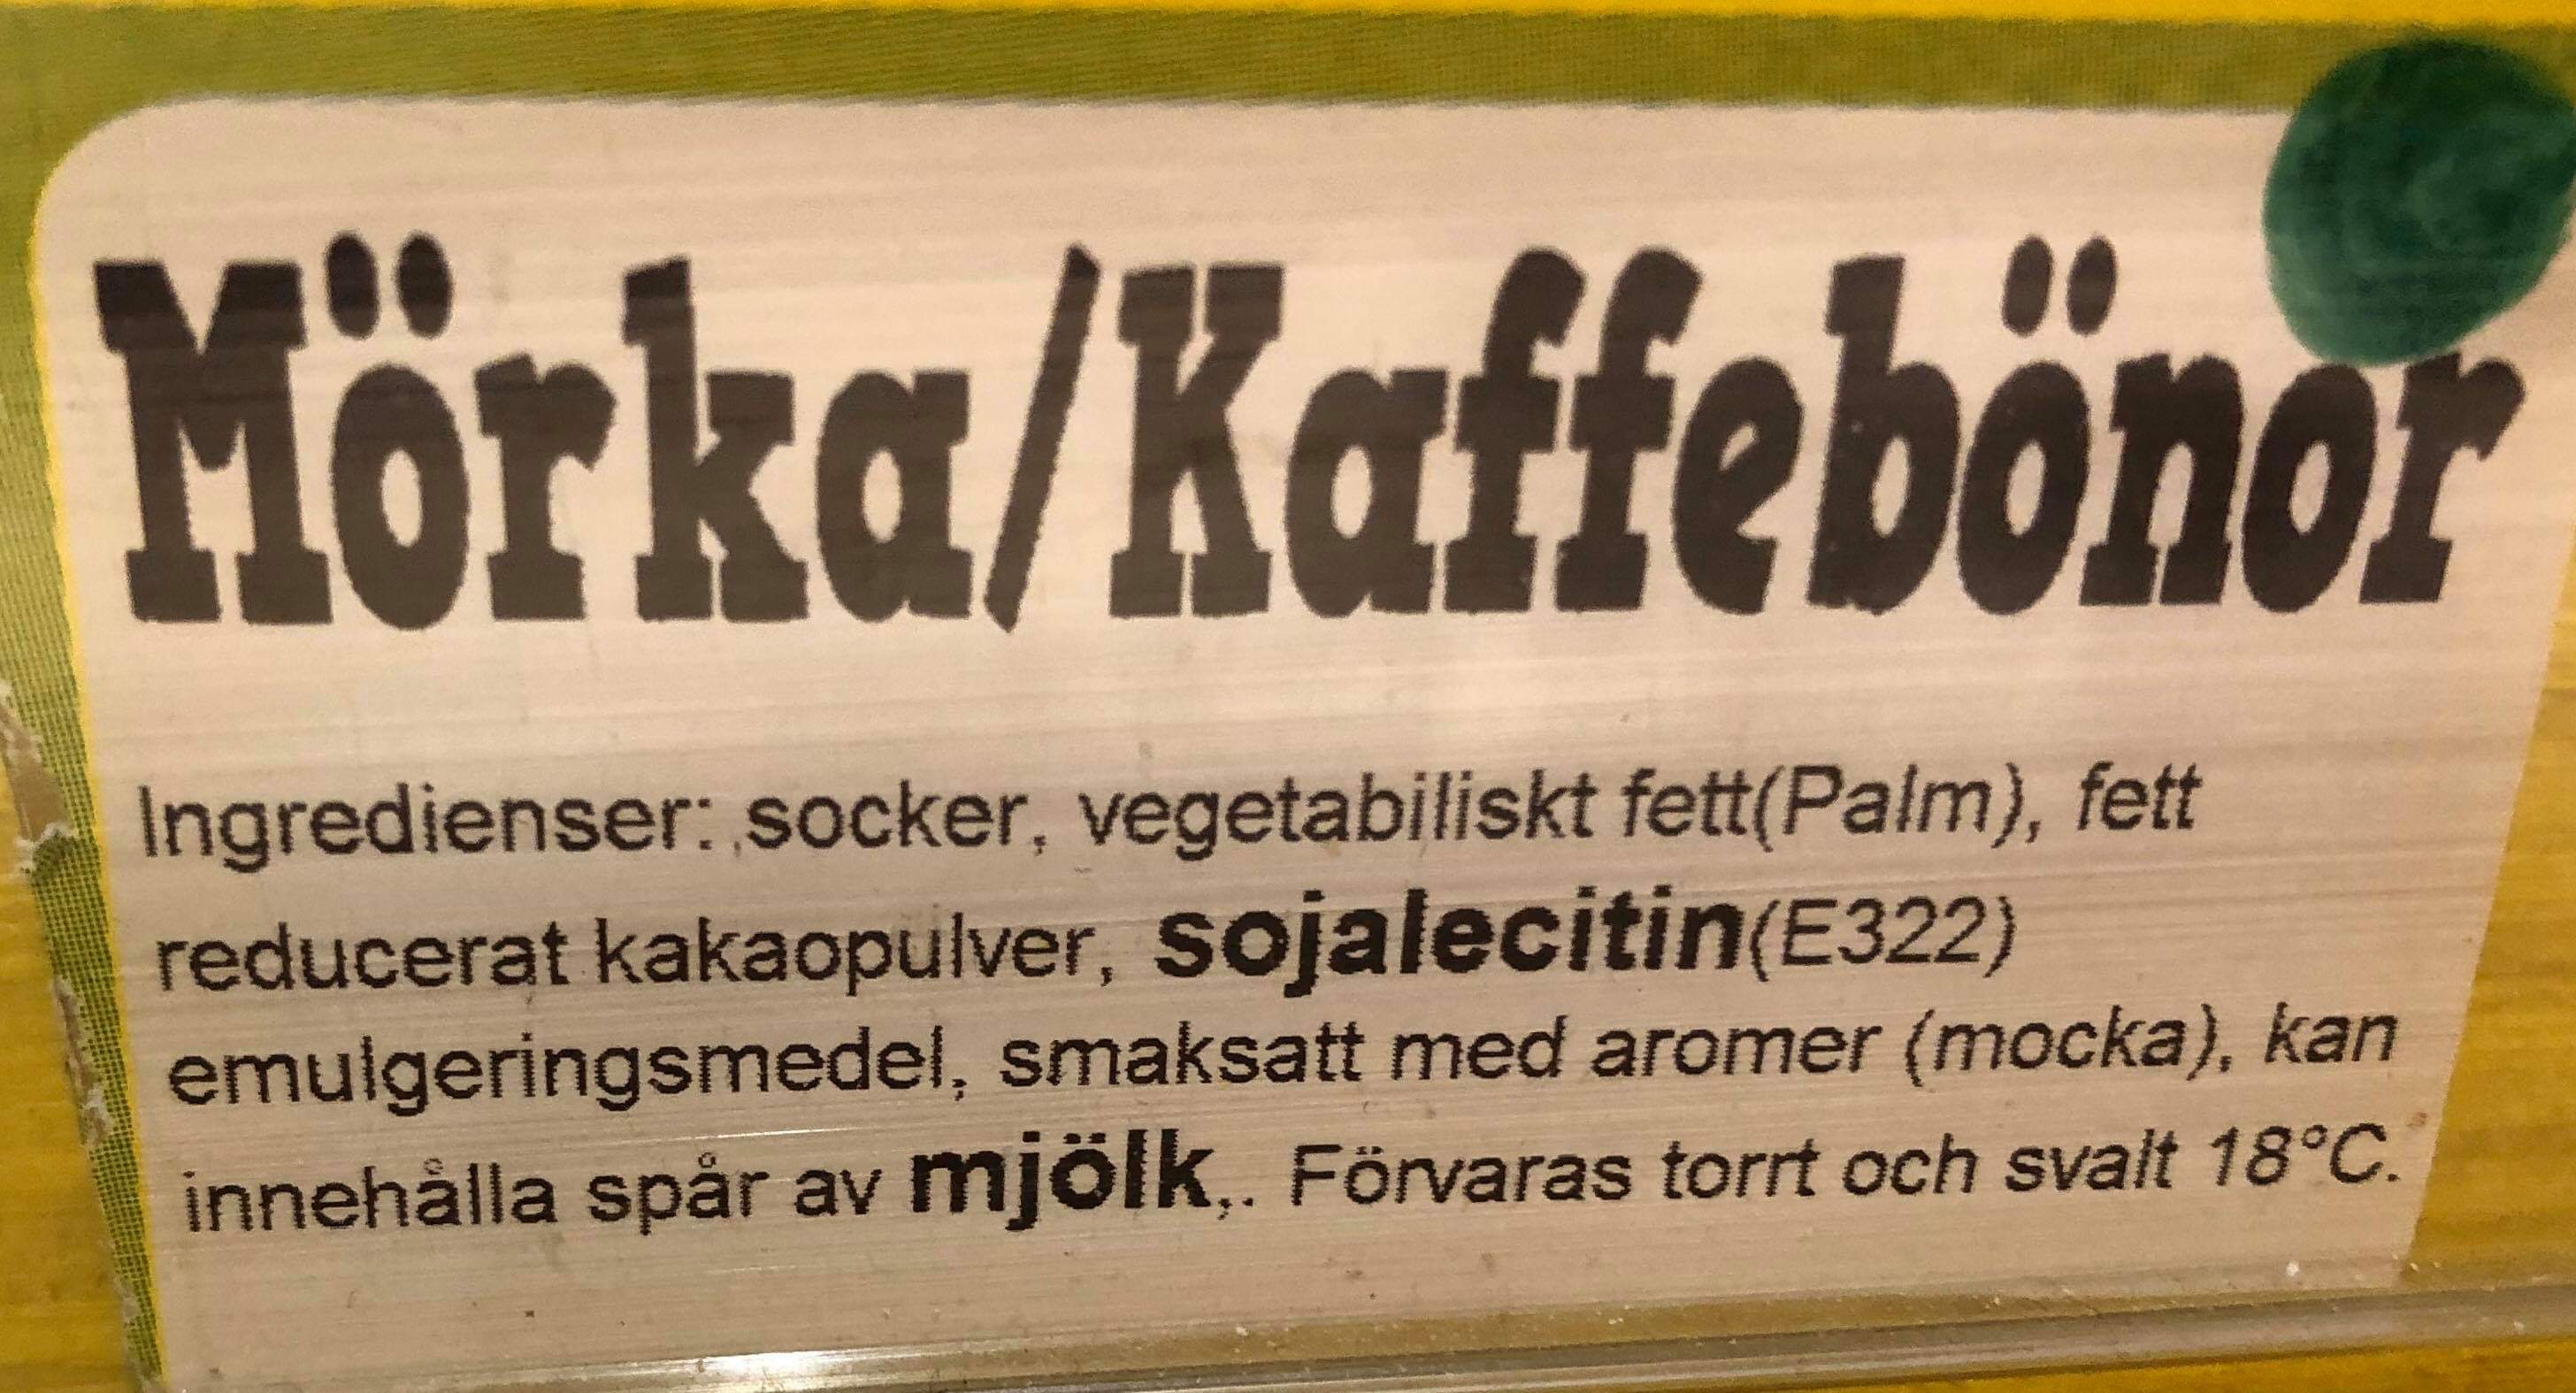 Mörka/Kaffebönor
Ingredienser: socker, vegetabiliskt fett(Palm), fett
reducerat kakaopulver, sojalecitin(E322)
emulgeringsmedel, smaksatt med aromer (mocka), kan
innehålla spår av mjölk,. Förvaras torrt och svalt 18°C.